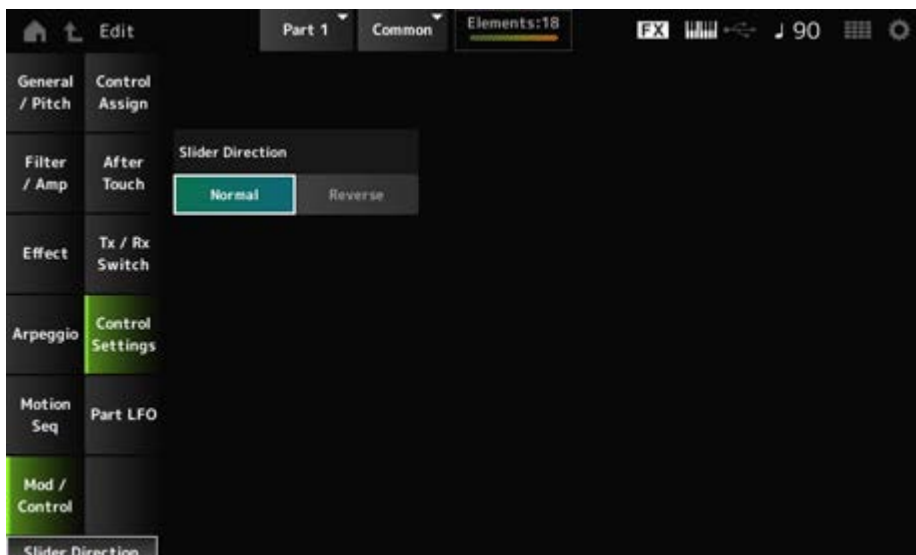 Edit
Part 1
Common
Elements:18
FX
90
General
/ Pitch
Control
Assign
Filter
/ Amp
After
Touch
Slider Direction
Normal
Reverse
Effect
Tx / Rx
Switch
Arpeggio
Control
Settings
Motion
Seq
Part LFO
Mod /
Control
Slider Direction